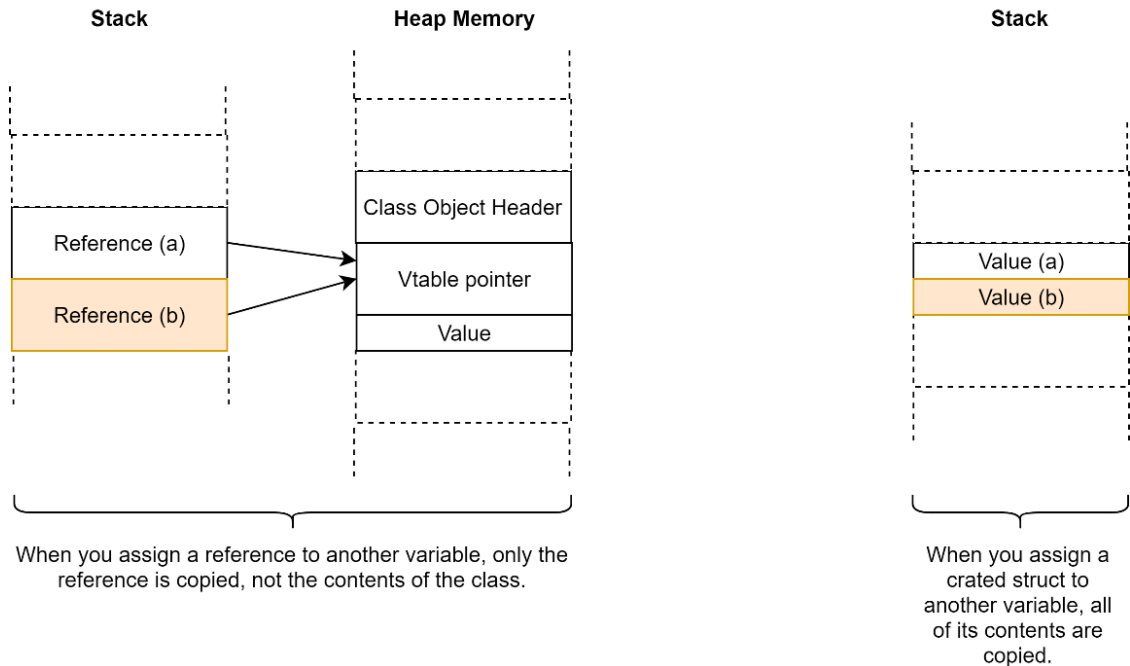 Stack
Heap Memory
Stack
Class Object Header
Reference (a)
Vtable pointer
Value (a)
Reference (b)
Value (b)
Value
When you assign a reference to another variable, only the
reference is copied, not the contents of the class.
When you assign a
crated struct to
another variable, all
of its contents are
copied.